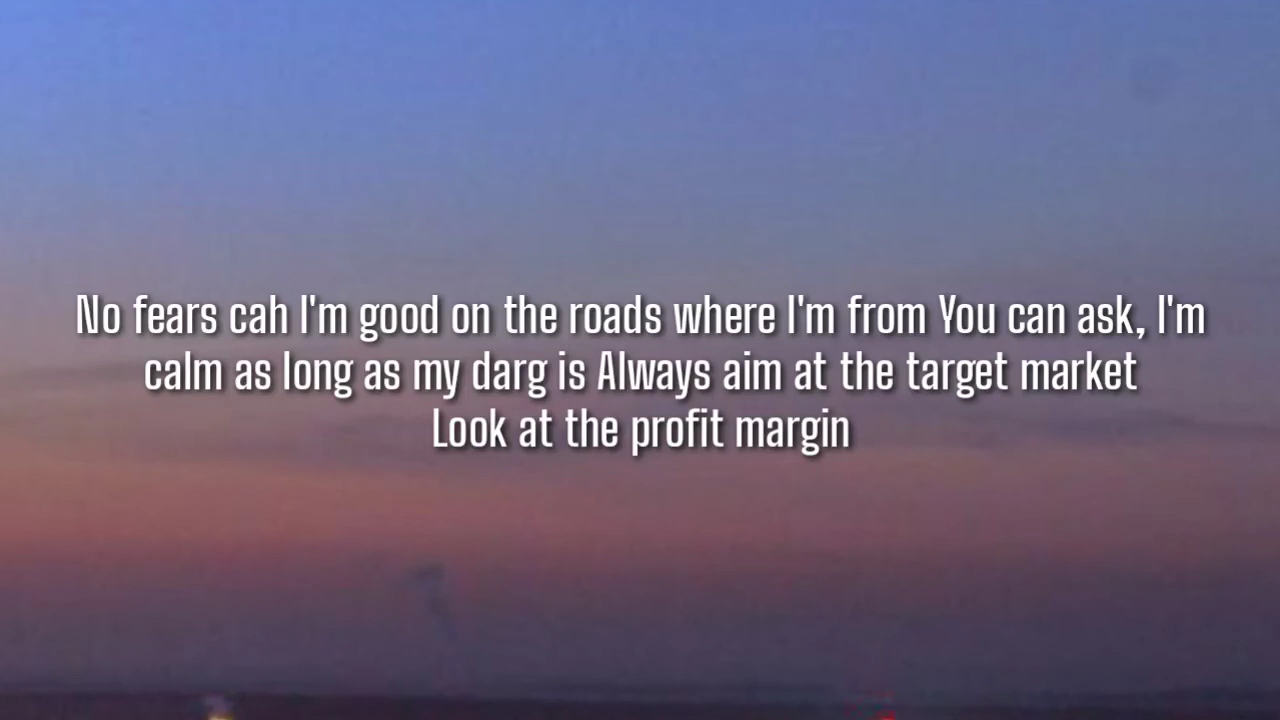 No fears cah I'm good on the roads where I'm from You can ask, I'm
calm as long as my darg is Always aim at the target market
Look at the profit margin